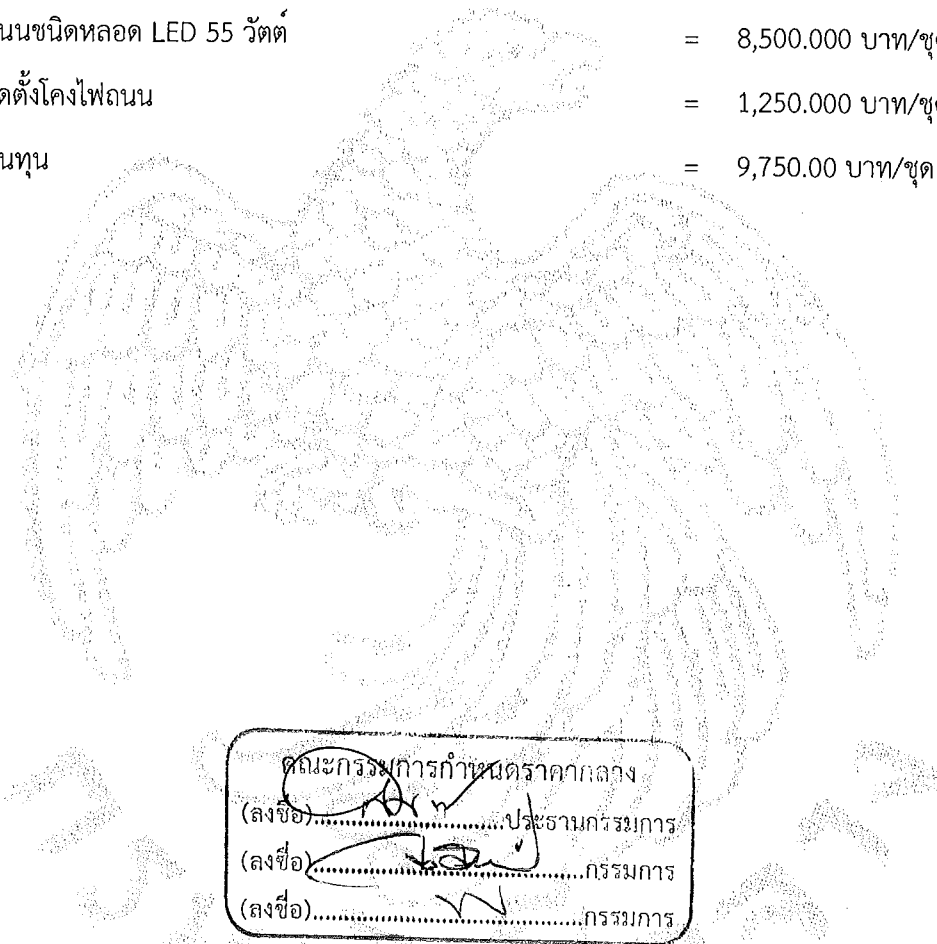 นนชนิดหลอด LED 55 วัตต์ = 8,500.000 บาท/ชุด
ดตั้งโคงไฟถนน = 1,250.000 บาท/ชุด
นทุน = 9,750.00 บาท/ชุด
คณะกรรมการกำหนดราคากลาง
(ลงชื่อ)..............................ประธานกรรมการ
(ลงชื่อ)..............................กรรมการ
(ลงชื่อ)..............................กรรมการ